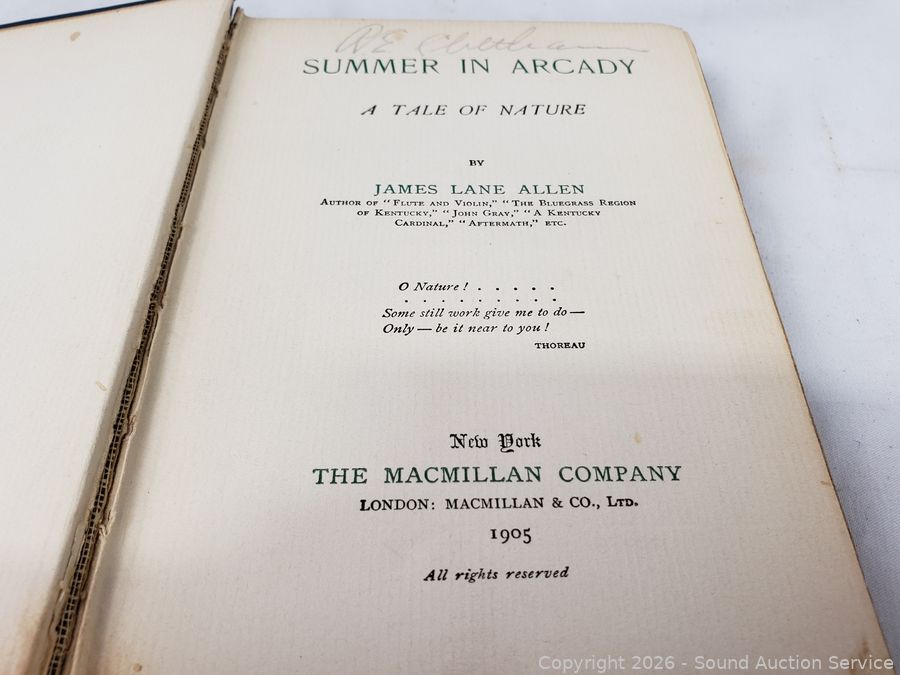 SUMMER IN ARCADY
A TALE OF NATURE
BY
JAMES LANE ALLEN
AUTHOR OF "FLUTE AND VIOLIN," "THE BLUEGRASS REGION
OF KENTUCKY," "JOHN GRAY," "A KENTUCKY
CARDINAL," "AFTERMATH," ETC.
O Nature! . . . . .
. . . . . . . . .
Some still work give me to do—
Only—be it near to you!
THOREAU
New York
THE MACMILLAN COMPANY
LONDON: MACMILLAN & CO., LTD.
1905
All rights reserved
Copyright 2026 - Sound Auction Service